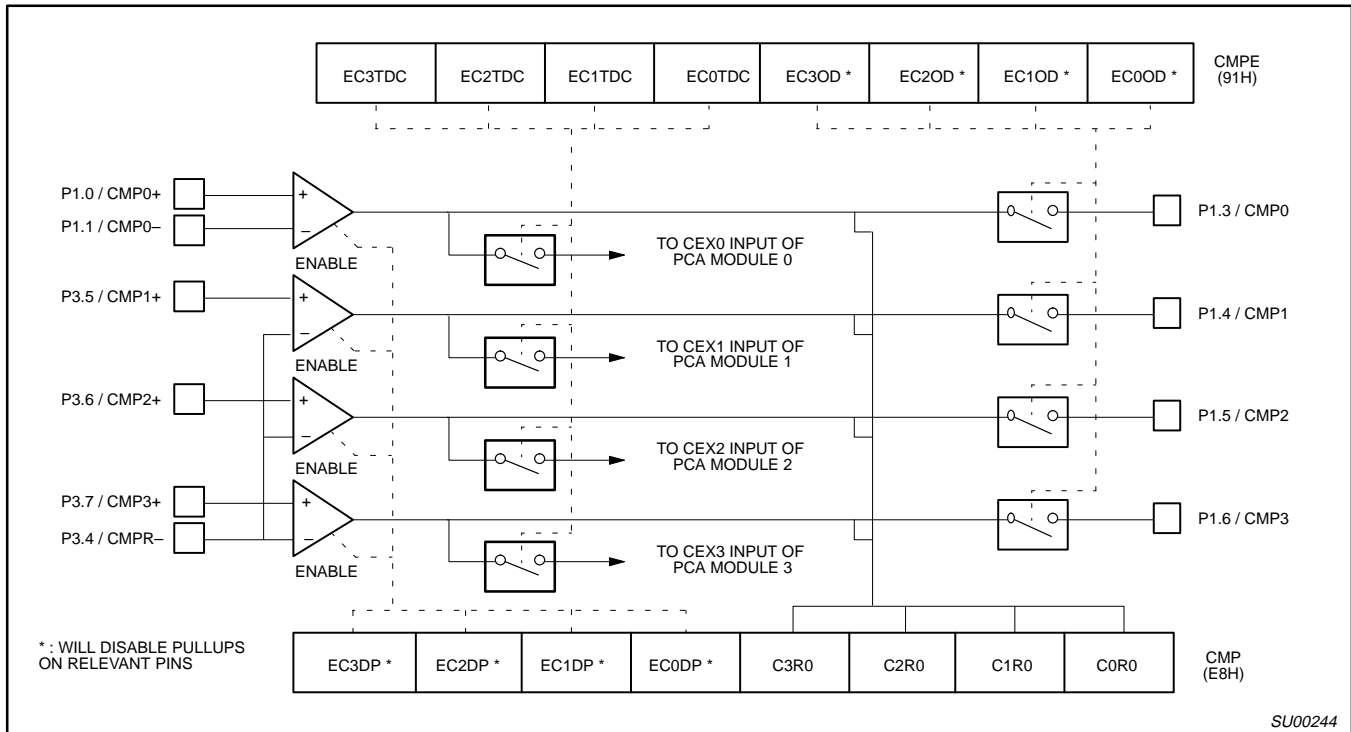 EC3TDC EC2TDC EC1TDC EC0TDC EC3OD * EC2OD * EC1OD * EC0OD *
CMPE
(91H)
P1.0 / CMP0+
+
P1.1 / CMP0–
–
ENABLE
TO CEX0 INPUT OF
PCA MODULE 0
P1.3 / CMP0
P3.5 / CMP1+
+
–
ENABLE
TO CEX1 INPUT OF
PCA MODULE 1
P1.4 / CMP1
P3.6 / CMP2+
+
–
ENABLE
TO CEX2 INPUT OF
PCA MODULE 2
P1.5 / CMP2
P3.7 / CMP3+
+
P3.4 / CMPR–
–
ENABLE
TO CEX3 INPUT OF
PCA MODULE 3
P1.6 / CMP3
* : WILL DISABLE PULLUPS
ON RELEVANT PINS
EC3DP * EC2DP * EC1DP * EC0DP * C3R0 C2R0 C1R0 C0R0
CMP
(E8H)
SU00244